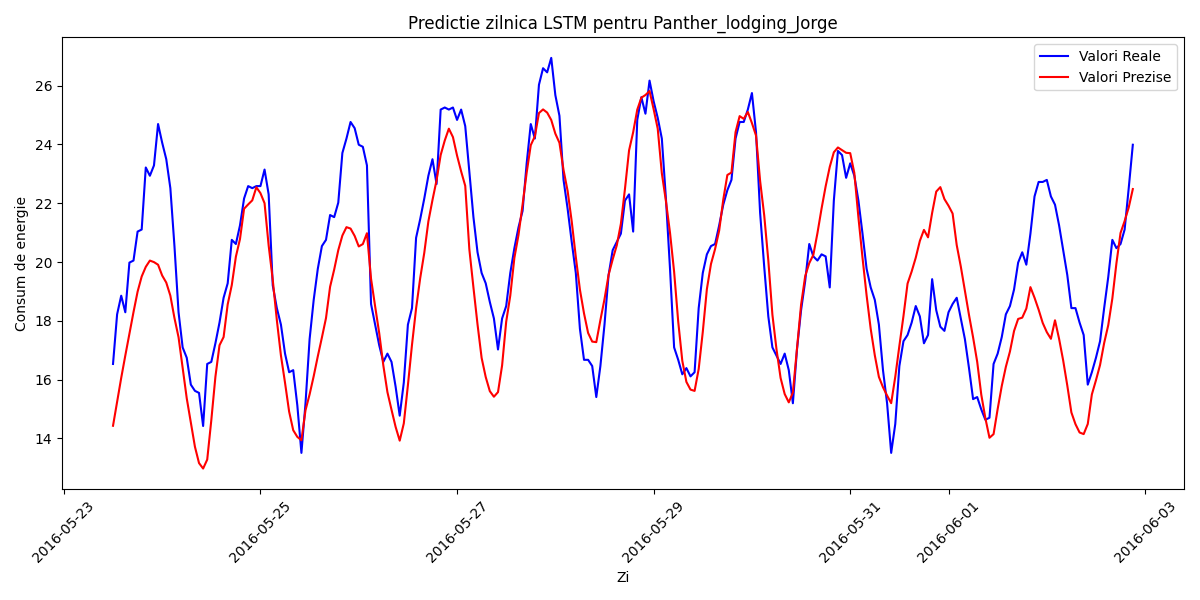 Predictie zilnica LSTM pentru Panther_lodging_Jorge
Valori Reale
Valori Prezise
Consum de energie
26
24
22
20
18
16
14
2016-05-23
2016-05-25
2016-05-27
2016-05-29
2016-05-31
2016-06-01
2016-06-03
Zi